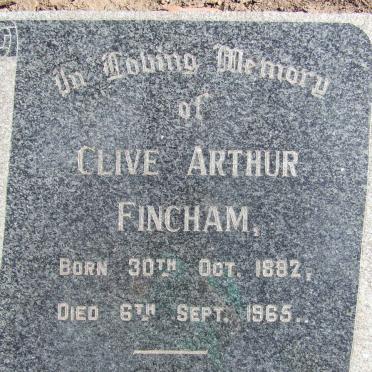 In Loving Memory
of
CLIVE ARTHUR
FINCHAM,
BORN 30TH OCT. 1882,
DIED 6TH SEPT. 1965..